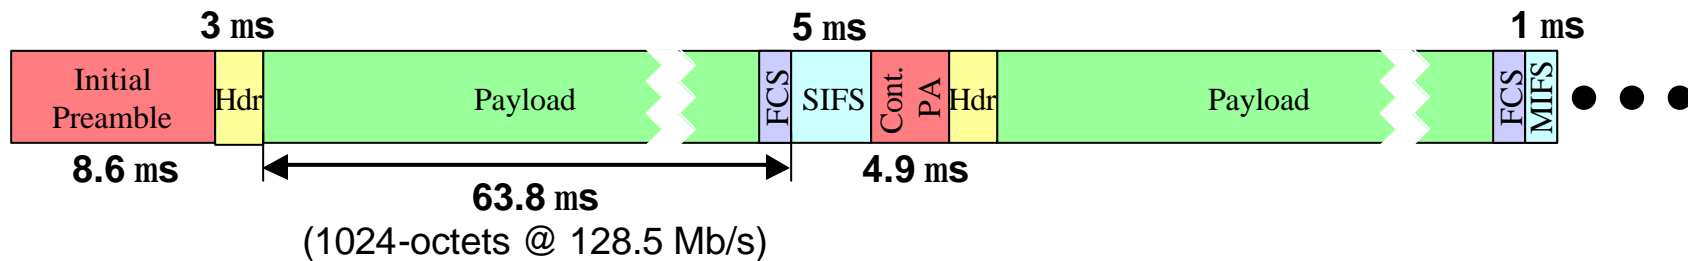 3 ms
5 ms
1 ms
Initial
Preamble
Hdr
Payload
FCS
SIFS
Cont.
PA
Hdr
Payload
FCS
MIFS
8.6 ms
63.8 ms
4.9 ms
(1024-octets @ 128.5 Mb/s)